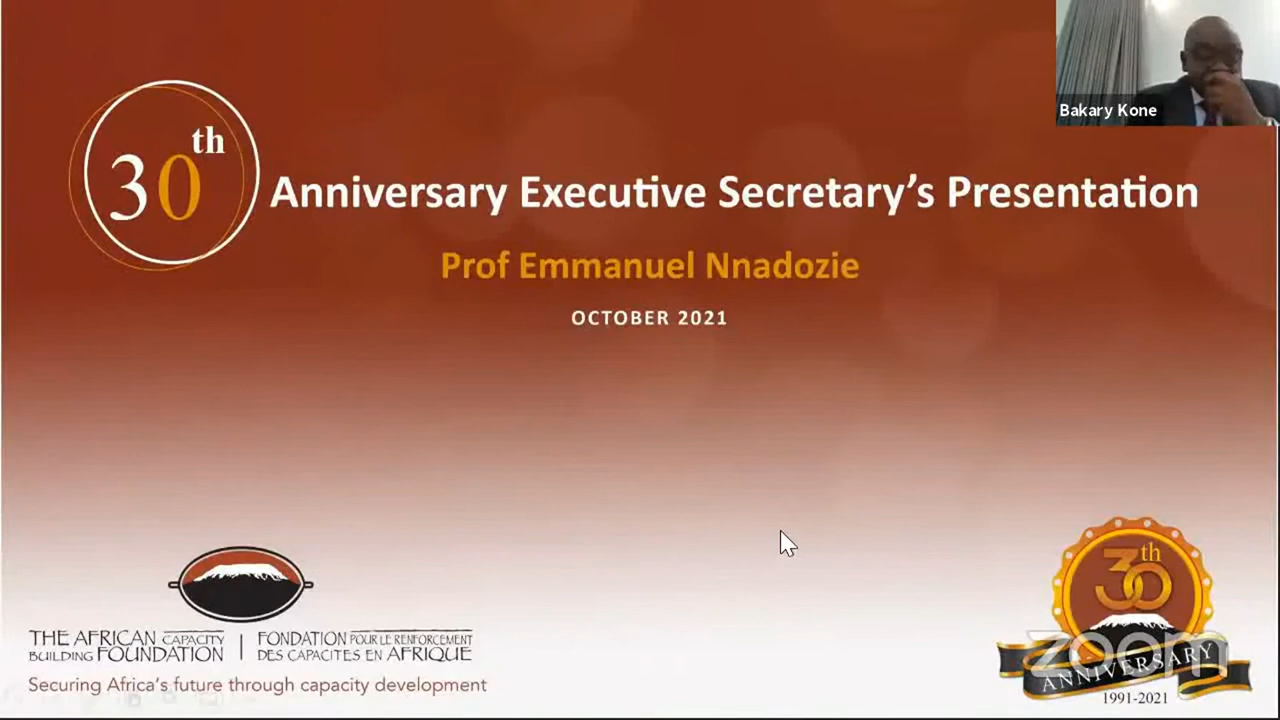 Bakary Kone
30th
Anniversary Executive Secretary's Presentation
Prof Emmanuel Nnadozie
OCTOBER 2021
THE AFRICAN CAPACITY
BUILDING FOUNDATION
FONDATION POUR LE RENFORCEMENT
DES CAPACITES EN AFRIQUE
Securing Africa's future through capacity development
30th
zoom
ANNIVERSARY
1991-2021